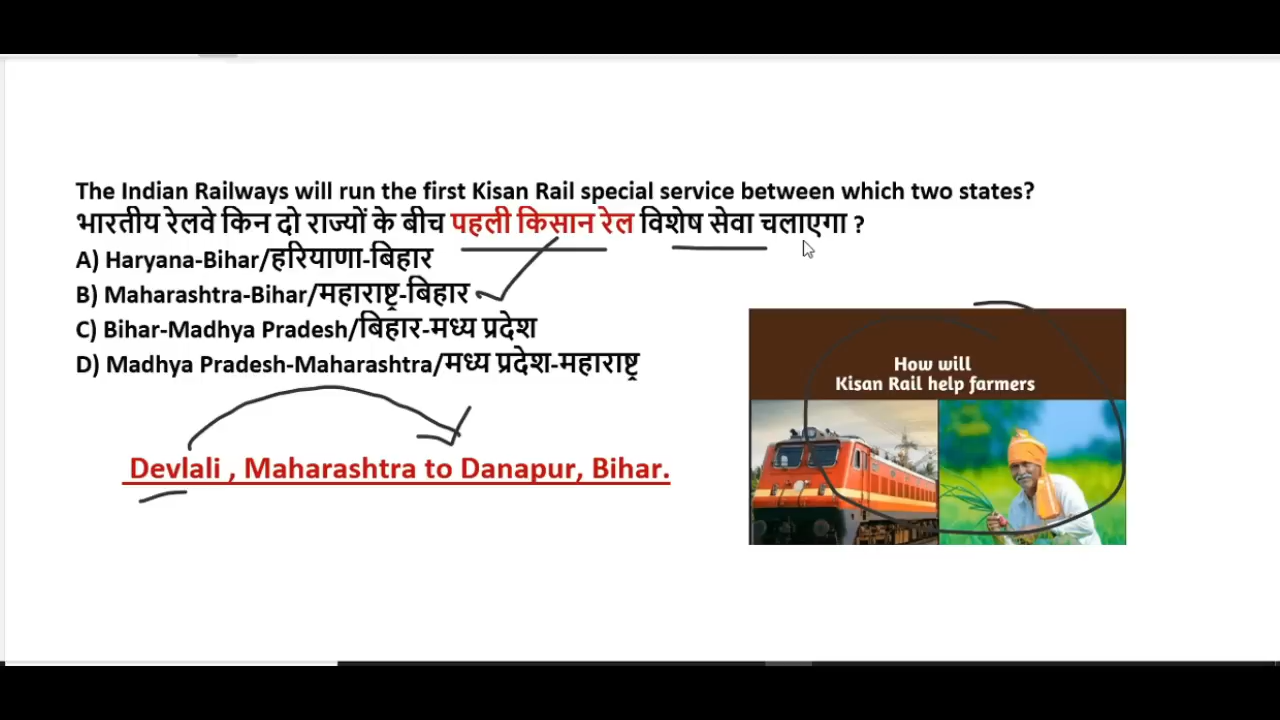 The Indian Railways will run the first Kisan Rail special service between which two states?
भारतीय रेलवे किन दो राज्यों के बीच पहली किसान रेल विशेष सेवा चलाएगा ?
A) Haryana-Bihar/हरियाणा-बिहार
B) Maharashtra-Bihar/महाराष्ट्र-बिहार
C) Bihar-Madhya Pradesh/बिहार-मध्य प्रदेश
D) Madhya Pradesh-Maharashtra/मध्य प्रदेश-महाराष्ट्र
Devlali , Maharashtra to Danapur, Bihar.
How will
Kisan Rail help farmers